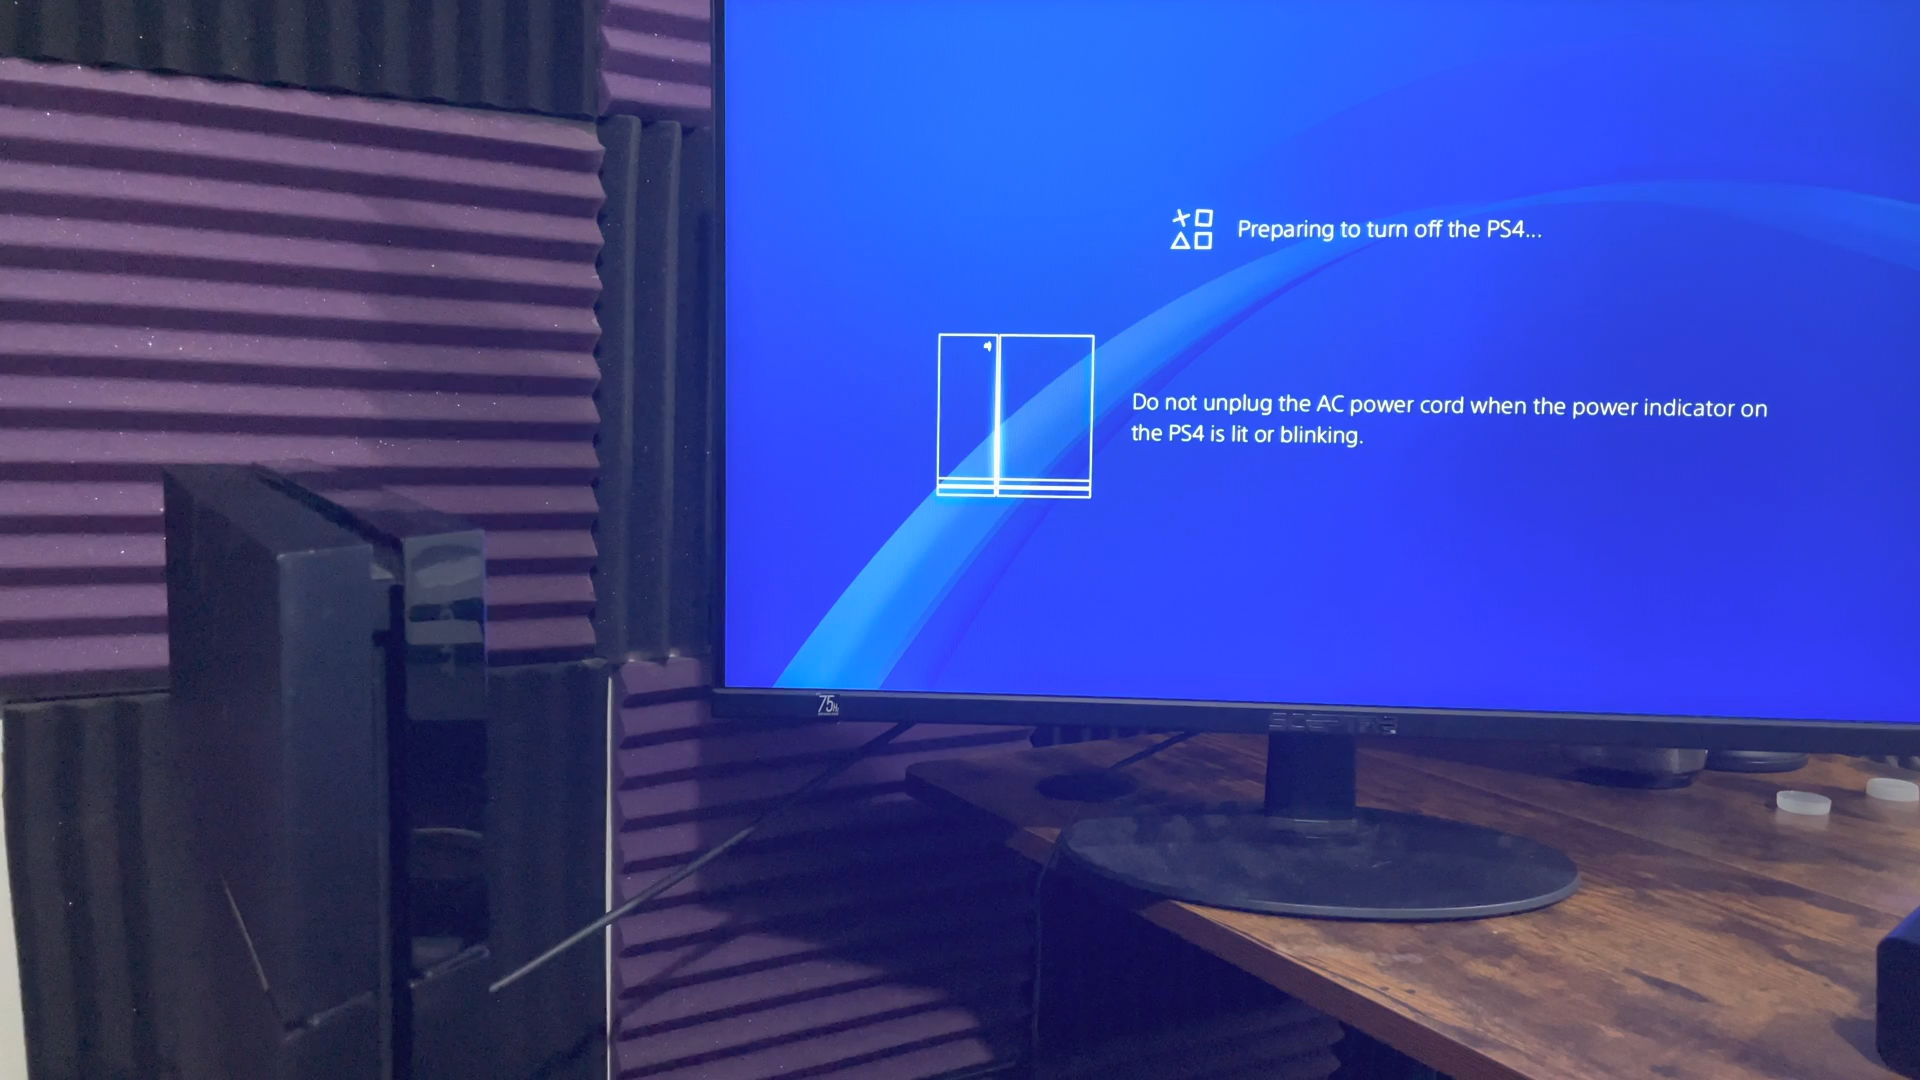 Preparing to turn off the PS4...
Do not unplug the AC power cord when the power indicator on
the PS4 is lit or blinking.
75Hz
SCEPTRE